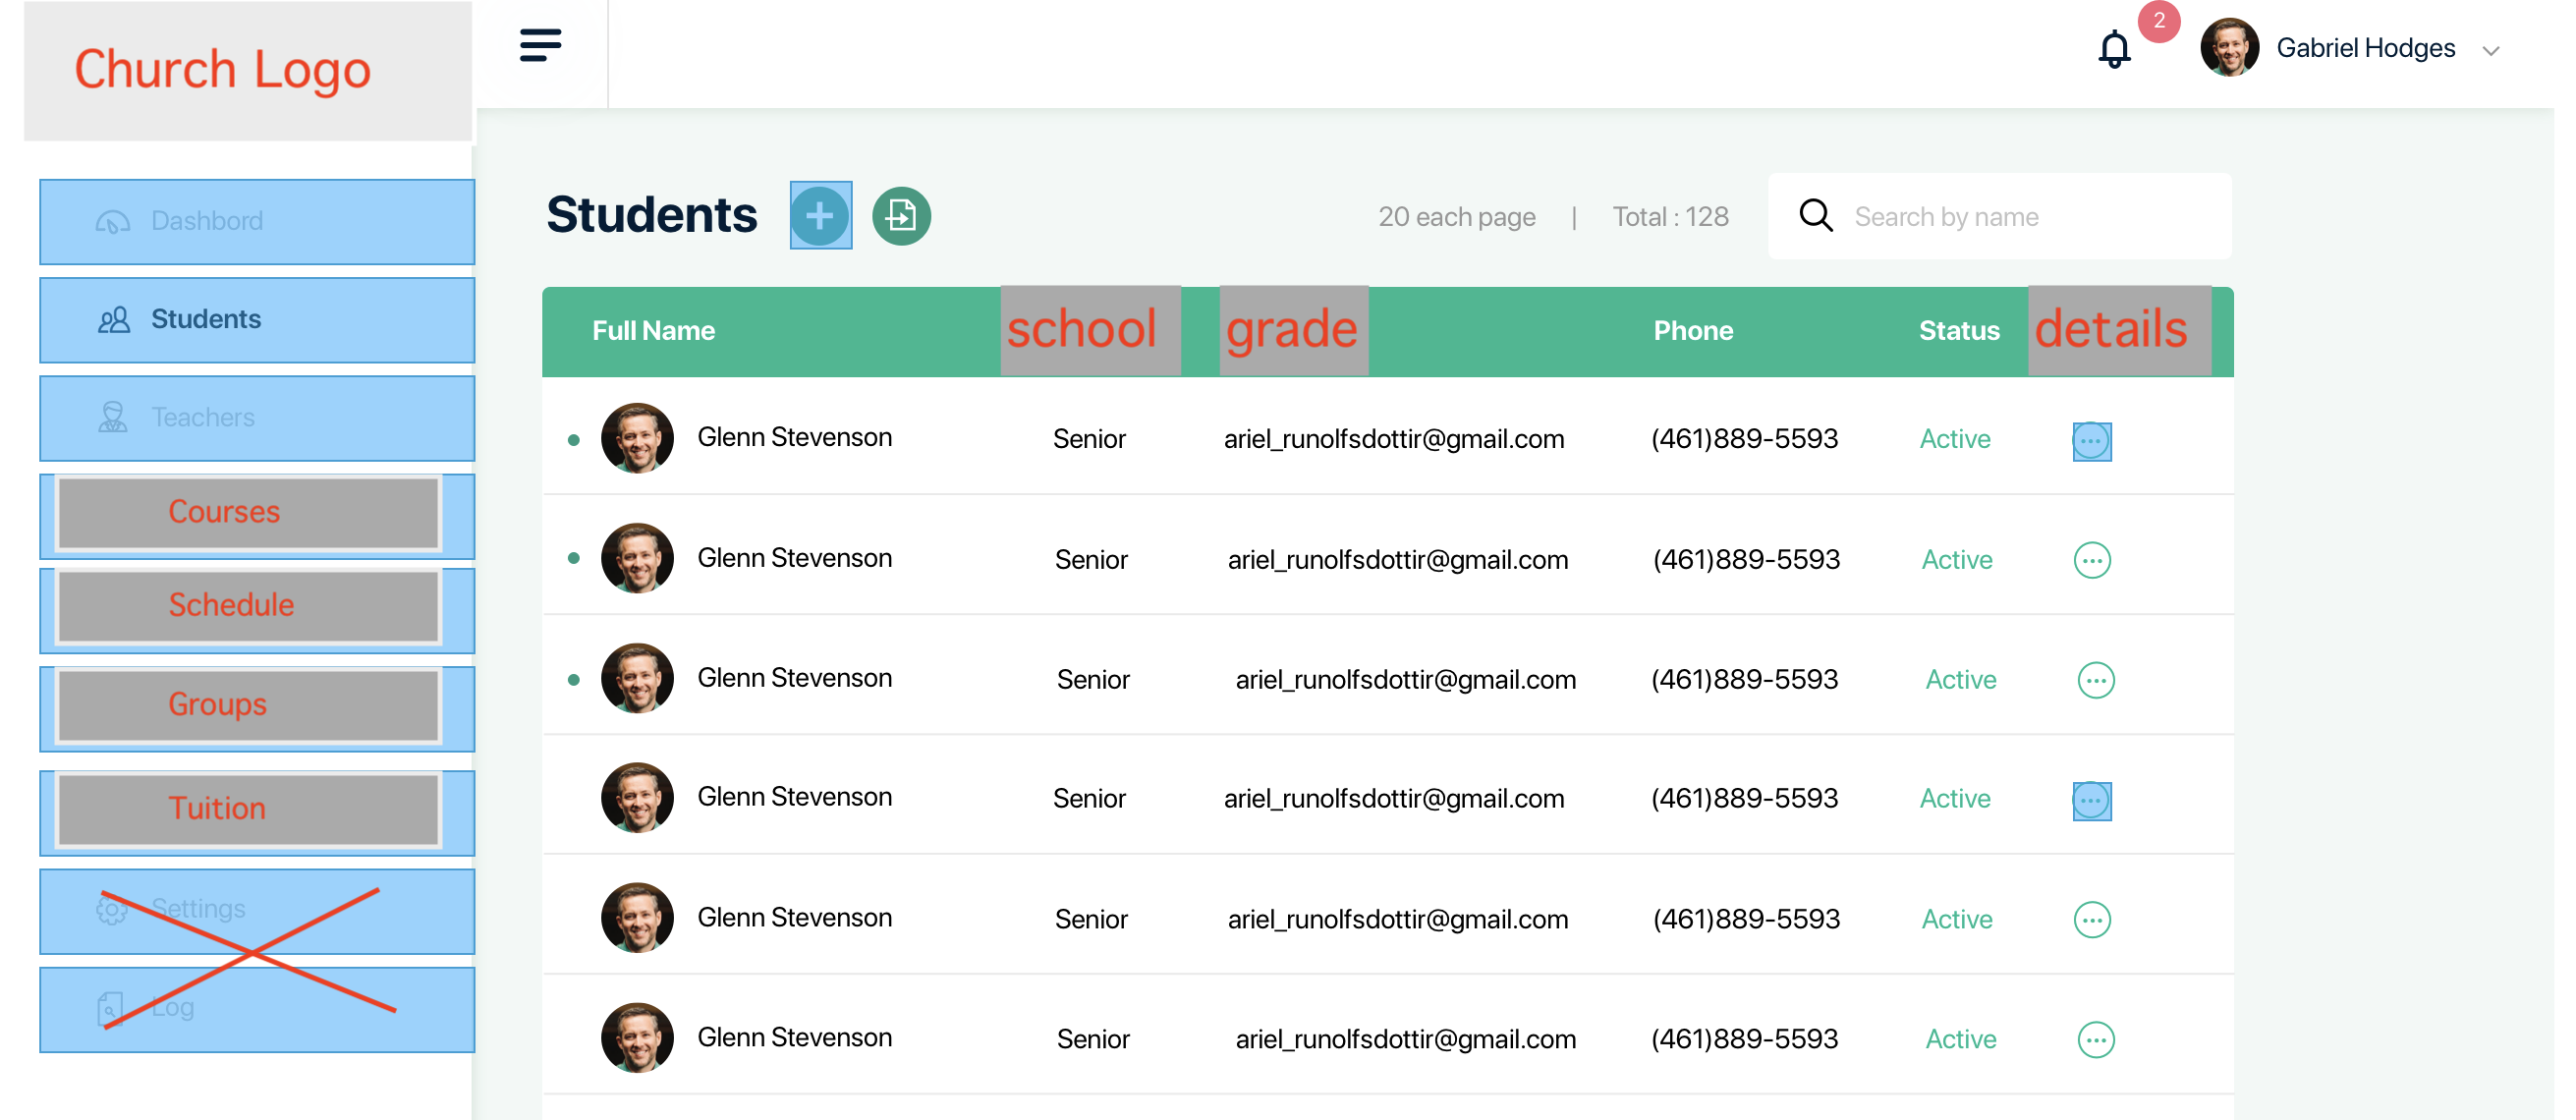 Church Logo
2
Gabriel Hodges
Dashbord
Students
Teachers
Courses
Schedule
Groups
Tuition
Settings
Log
Students
20 each page | Total : 128
Search by name
Full Name school grade Phone Status details
Glenn Stevenson Senior ariel_runolfsdottir@gmail.com (461)889-5593 Active
Glenn Stevenson Senior ariel_runolfsdottir@gmail.com (461)889-5593 Active
Glenn Stevenson Senior ariel_runolfsdottir@gmail.com (461)889-5593 Active
Glenn Stevenson Senior ariel_runolfsdottir@gmail.com (461)889-5593 Active
Glenn Stevenson Senior ariel_runolfsdottir@gmail.com (461)889-5593 Active
Glenn Stevenson Senior ariel_runolfsdottir@gmail.com (461)889-5593 Active